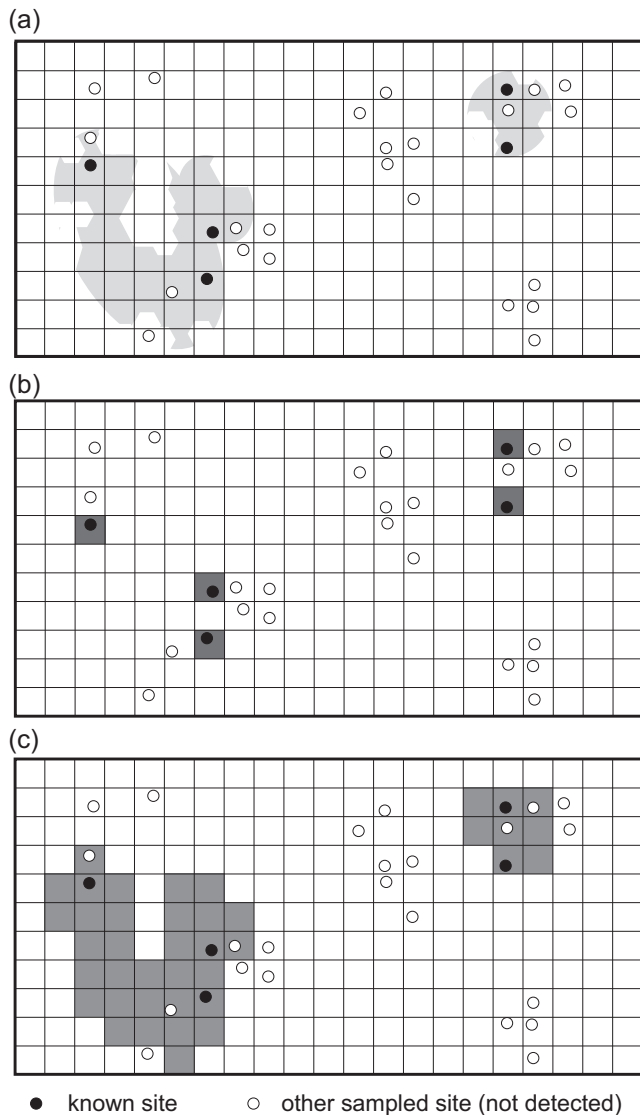 (a)
(b)
(c)
known site
other sampled site (not detected)